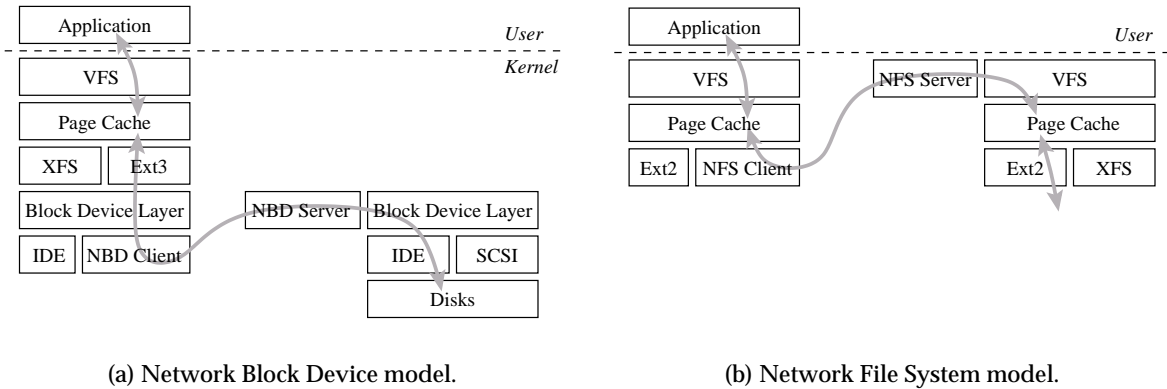 Application
User
Kernel
VFS
Page Cache
XFS
Ext3
Block Device Layer
NBD Server
Block Device Layer
IDE
NBD Client
IDE
SCSI
Disks
(a) Network Block Device model.
Application
User
VFS
NFS Server
VFS
Page Cache
Page Cache
Ext2
NFS Client
Ext2
XFS
(b) Network File System model.